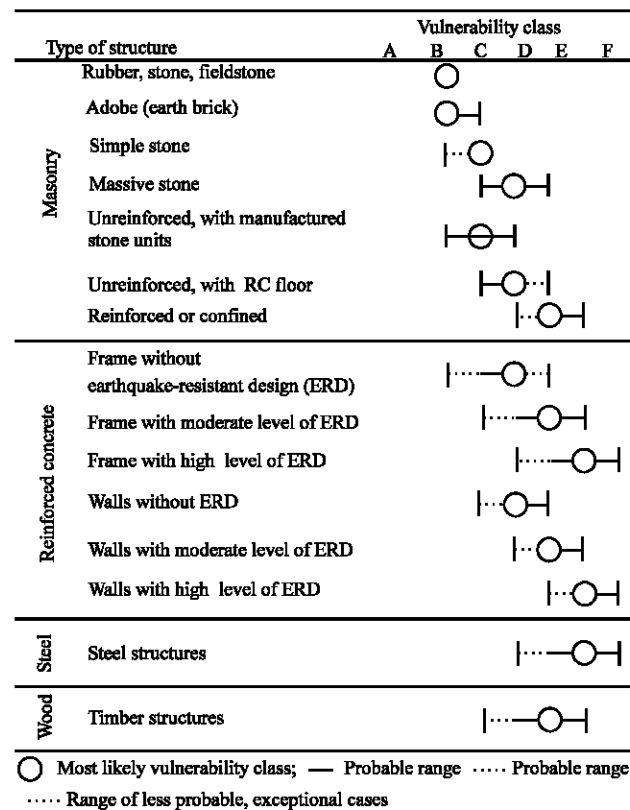 Vulnerability class
Type of structure A B C D E F
Masonry
Rubber, stone, fieldstone
Adobe (earth brick)
Simple stone
Massive stone
Unreinforced, with manufactured
stone units
Unreinforced, with RC floor
Reinforced or confined
Reinforced concrete
Frame without
earthquake-resistant design (ERD)
Frame with moderate level of ERD
Frame with high level of ERD
Walls without ERD
Walls with moderate level of ERD
Walls with high level of ERD
Steel
Steel structures
Wood
Timber structures
Most likely vulnerability class; Probable range Probable range
Range of less probable, exceptional cases